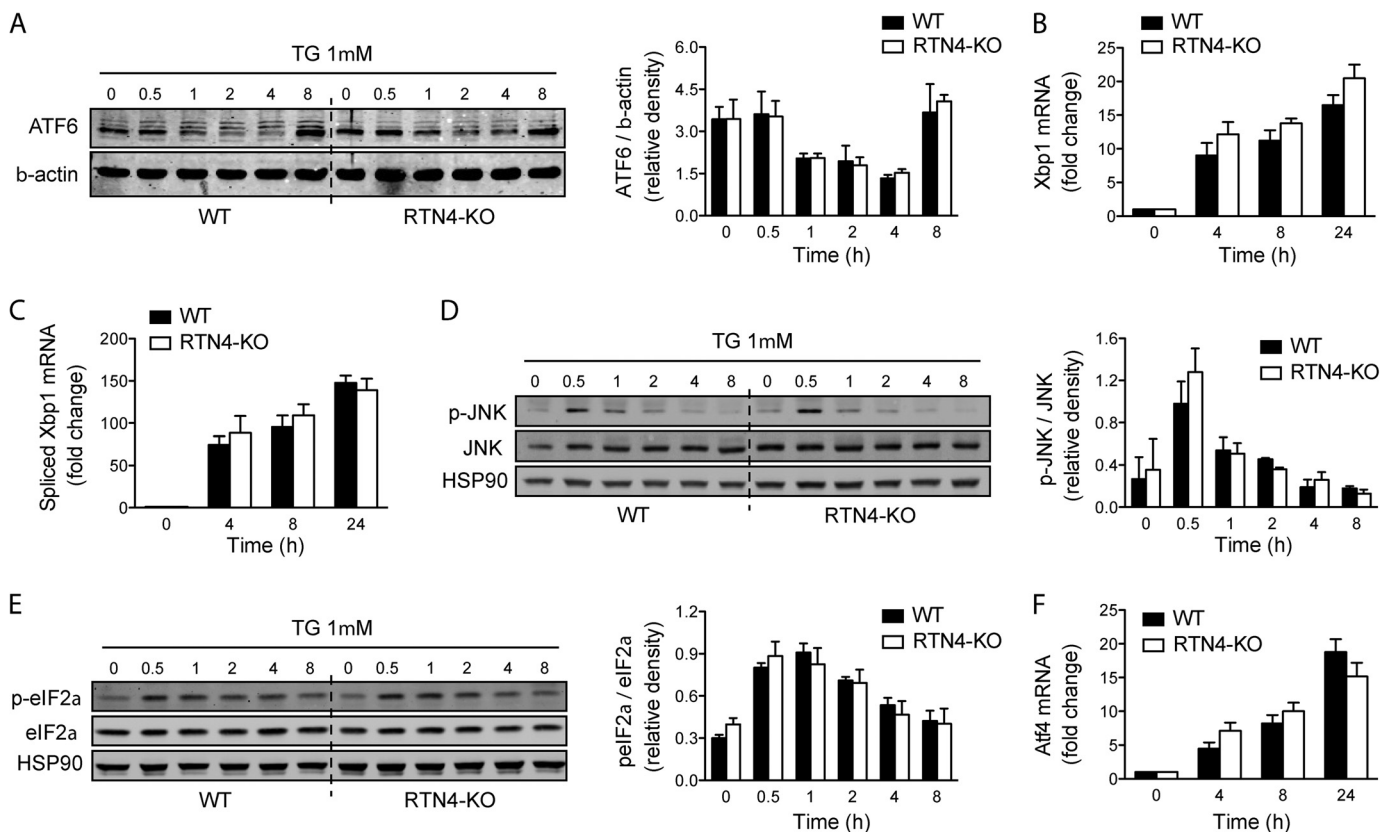 A
TG 1mM
0 0.5 1 2 4 8 0 0.5 1 2 4 8
ATF6
b-actin
WT RTN4-KO
WT
RTN4-KO
ATF6 / b-actin
(relative density)
6.0
4.5
3.0
1.5
0.0
0 0.5 1 2 4 8
Time (h)
B
WT
RTN4-KO
Xbp1 mRNA
(fold change)
25
20
15
10
5
0
0 4 8 24
Time (h)
C
WT
RTN4-KO
Spliced Xbp1 mRNA
(fold change)
200
150
100
50
0
0 4 8 24
Time (h)
D
TG 1mM
0 0.5 1 2 4 8 0 0.5 1 2 4 8
p-JNK
JNK
HSP90
WT RTN4-KO
WT
RTN4-KO
p-JNK / JNK
(relative density)
1.6
1.2
0.8
0.4
0.0
0 0.5 1 2 4 8
Time (h)
E
TG 1mM
0 0.5 1 2 4 8 0 0.5 1 2 4 8
p-eIF2a
eIF2a
HSP90
WT RTN4-KO
WT
RTN4-KO
peIF2a / eIF2a
(relative density)
1.2
0.9
0.6
0.3
0.0
0 0.5 1 2 4 8
Time (h)
F
WT
RTN4-KO
Atf4 mRNA
(fold change)
25
20
15
10
5
0
0 4 8 24
Time (h)